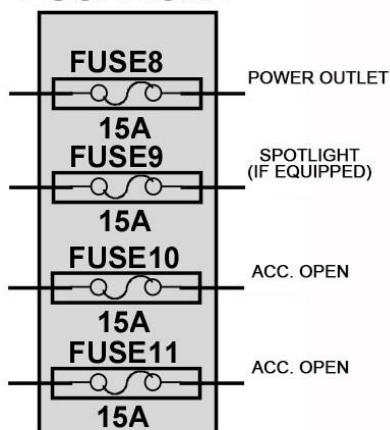 FUSE8
POWER OUTLET
15A
FUSE9
SPOTLIGHT
(IF EQUIPPED)
15A
FUSE10
ACC. OPEN
15A
FUSE11
ACC. OPEN
15A